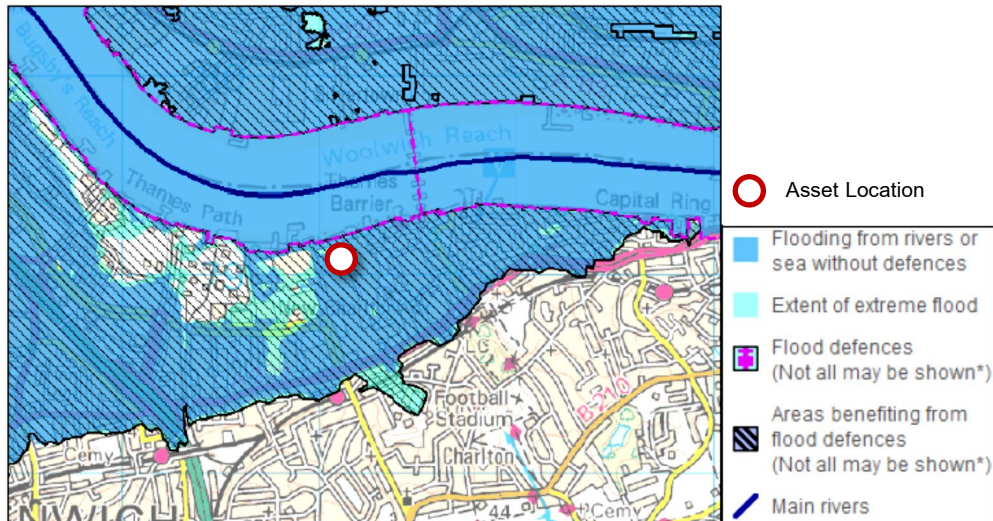 Bugsby's Reach
Woolwich Reach
Thames Path
Thames
Barrier
V
Capital Ring
Football
Stadium
Charlton
B-210
Cemy
Cemy
44
NWICH
Asset Location
Flooding from rivers or
sea without defences
Extent of extreme flood
Flood defences
(Not all may be shown*)
Areas benefiting from
flood defences
(Not all may be shown*)
Main rivers